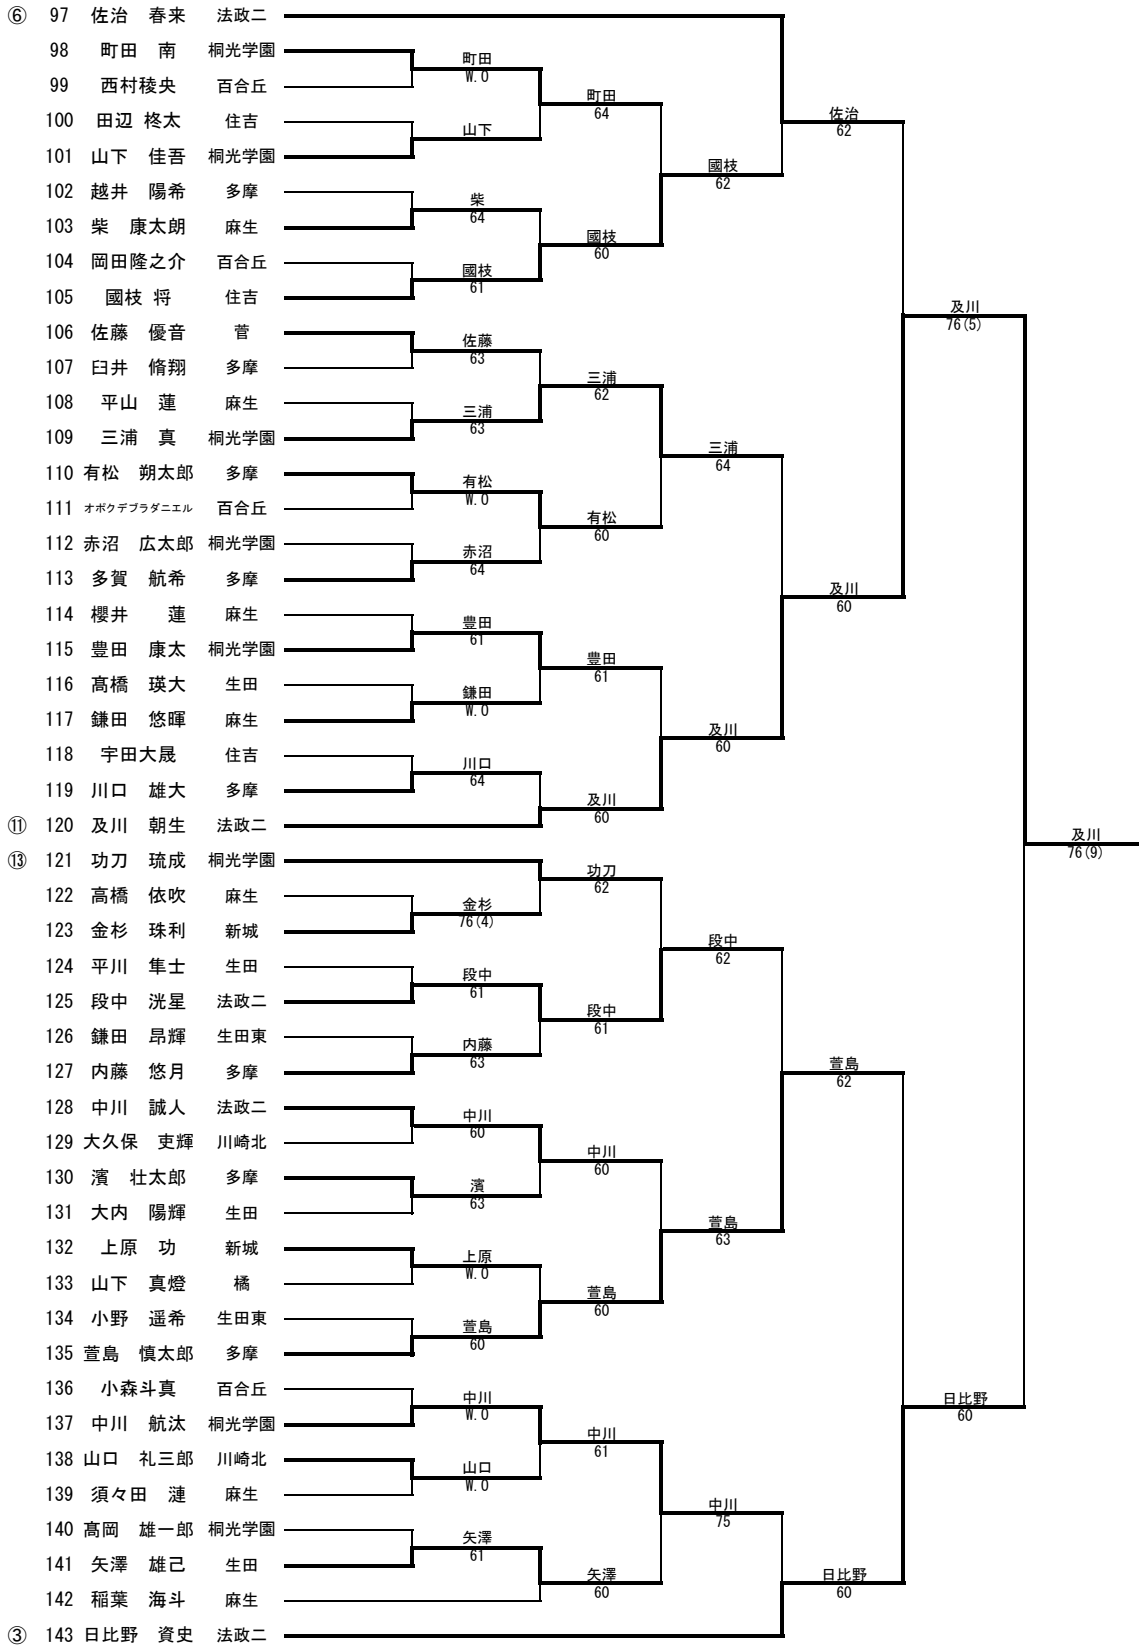 ⑥ 97 佐治 春来 法政二
98 町田 南 桐光学園
99 西村稜央 百合丘
100 田辺 柊太 住吉
101 山下 佳吾 桐光学園
102 越井 陽希 多摩
103 柴 康太朗 麻生
104 岡田隆之介 百合丘
105 國枝 将 住吉
106 佐藤 優音 菅
107 臼井 脩翔 多摩
108 平山 蓮 麻生
109 三浦 真 桐光学園
110 有松 朔太郎 多摩
111 オボクデブラダニエル 百合丘
112 赤沼 広太郎 桐光学園
113 多賀 航希 多摩
114 櫻井 蓮 麻生
115 豊田 康太 桐光学園
116 髙橋 瑛大 生田
117 鎌田 悠暉 麻生
118 宇田大晟 住吉
119 川口 雄大 多摩
⑪ 120 及川 朝生 法政二
⑬ 121 功刀 琉成 桐光学園
122 高橋 依吹 麻生
123 金杉 珠利 新城
124 平川 隼士 生田
125 段中 洸星 法政二
126 鎌田 昂輝 生田東
127 内藤 悠月 多摩
128 中川 誠人 法政二
129 大久保 吏輝 川崎北
130 濱 壮太郎 多摩
131 大内 陽輝 生田
132 上原 功 新城
133 山下 真燈 橘
134 小野 遥希 生田東
135 萱島 慎太郎 多摩
136 小森斗真 百合丘
137 中川 航汰 桐光学園
138 山口 礼三郎 川崎北
139 須々田 漣 麻生
140 髙岡 雄一郎 桐光学園
141 矢澤 雄己 生田
142 稲葉 海斗 麻生
③ 143 日比野 資史 法政二
町田
W.0
山下
柴
64
國枝
61
佐藤
63
三浦
63
有松
W.0
赤沼
64
豊田
61
鎌田
W.0
川口
64
金杉
76(4)
段中
61
内藤
63
中川
60
濱
63
上原
W.0
萱島
60
中川
W.0
山口
W.0
矢澤
61
町田
64
國枝
60
三浦
62
有松
60
豊田
61
及川
60
功刀
62
段中
61
中川
60
萱島
60
中川
61
矢澤
60
國枝
62
三浦
64
及川
60
段中
62
萱島
63
中川
75
佐治
62
及川
60
萱島
62
日比野
60
及川
76(5)
日比野
60
及川
76(9)